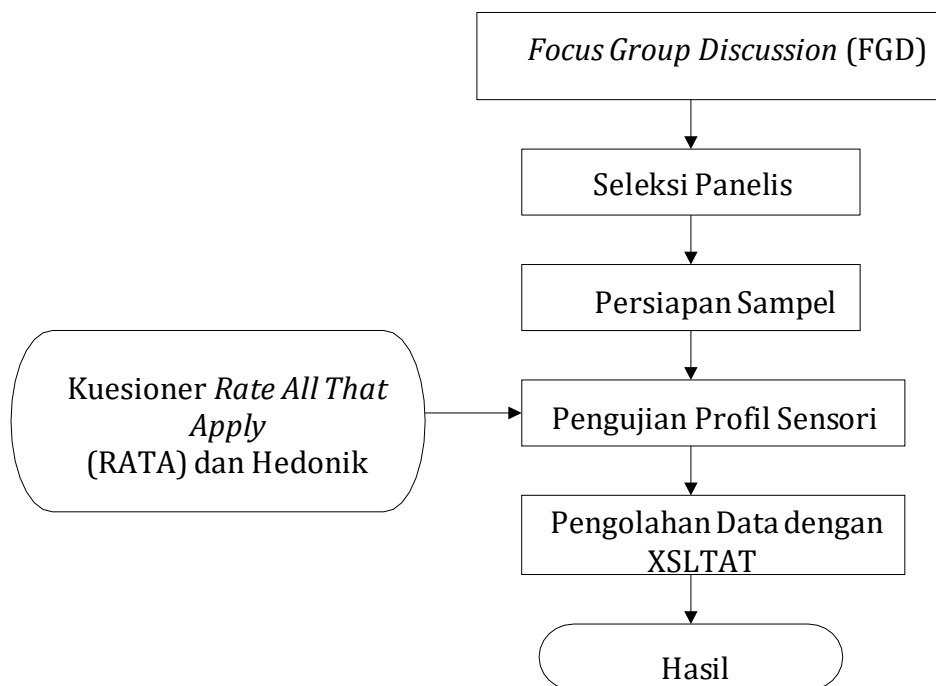 Focus Group Discussion (FGD)
Seleksi Panelis
Persiapan Sampel
Kuesioner Rate All That
Apply
(RATA) dan Hedonik
Pengujian Profil Sensori
Pengolahan Data dengan
XSLTAT
Hasil